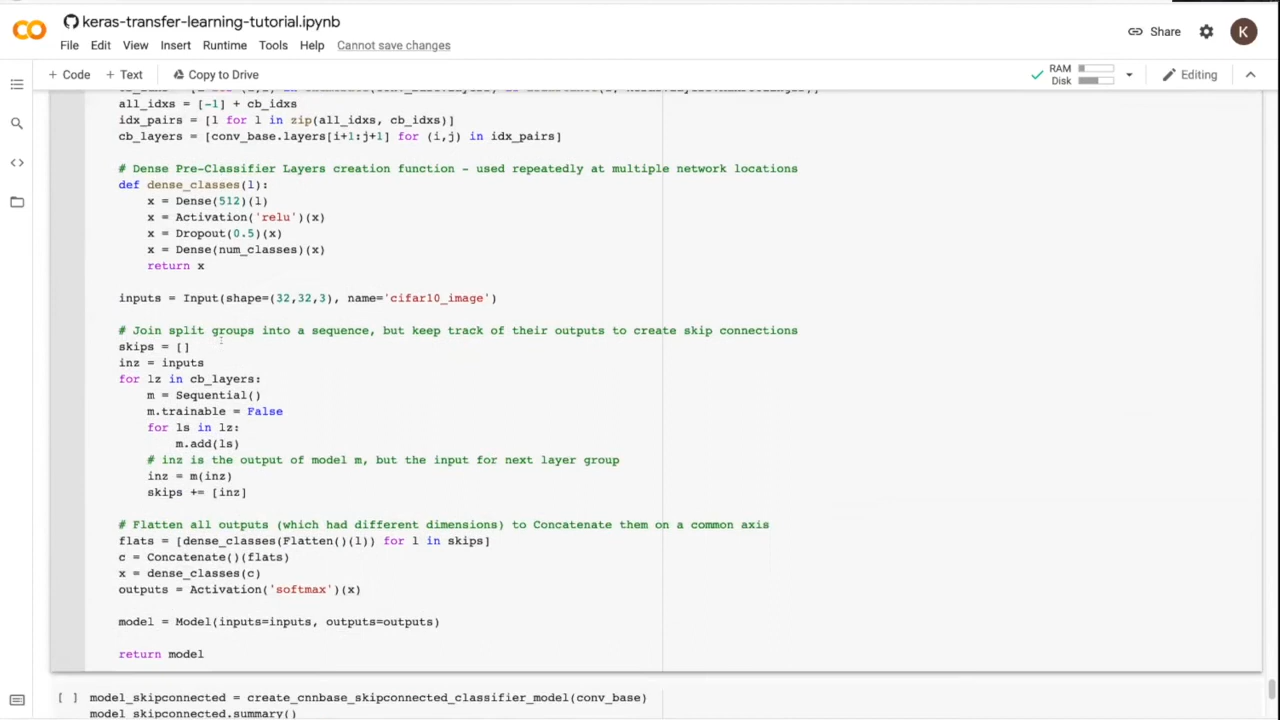 keras-transfer-learning-tutorial.ipynb
Share
K
File Edit View Insert Runtime Tools Help Cannot save changes
+ Code + Text Copy to Drive
RAM
Disk
Editing
all_idxs = [-1] + cb_idxs
idx_pairs = [l for l in zip(all_idxs, cb_idxs)]
cb_layers = [conv_base.layers[i+1:j+1] for (i,j) in idx_pairs]
# Dense Pre-Classifier Layers creation function - used repeatedly at multiple network locations
def dense_classes(l):
x = Dense(512)(l)
x = Activation('relu')(x)
x = Dropout(0.5)(x)
x = Dense(num_classes)(x)
return x
inputs = Input(shape=(32,32,3), name='cifar10_image')
# Join split groups into a sequence, but keep track of their outputs to create skip connections
skips = []
inz = inputs
for lz in cb_layers:
m = Sequential()
m.trainable = False
for ls in lz:
m.add(ls)
# inz is the output of model m, but the input for next layer group
inz = m(inz)
skips += [inz]
# Flatten all outputs (which had different dimensions) to Concatenate them on a common axis
flats = [dense_classes(Flatten()(l)) for l in skips]
c = Concatenate()(flats)
x = dense_classes(c)
outputs = Activation('softmax')(x)
model = Model(inputs=inputs, outputs=outputs)
return model
[ ] model_skipconnected = create_cnnbase_skipconnected_classifier_model(conv_base)
model_skipconnected.summary()